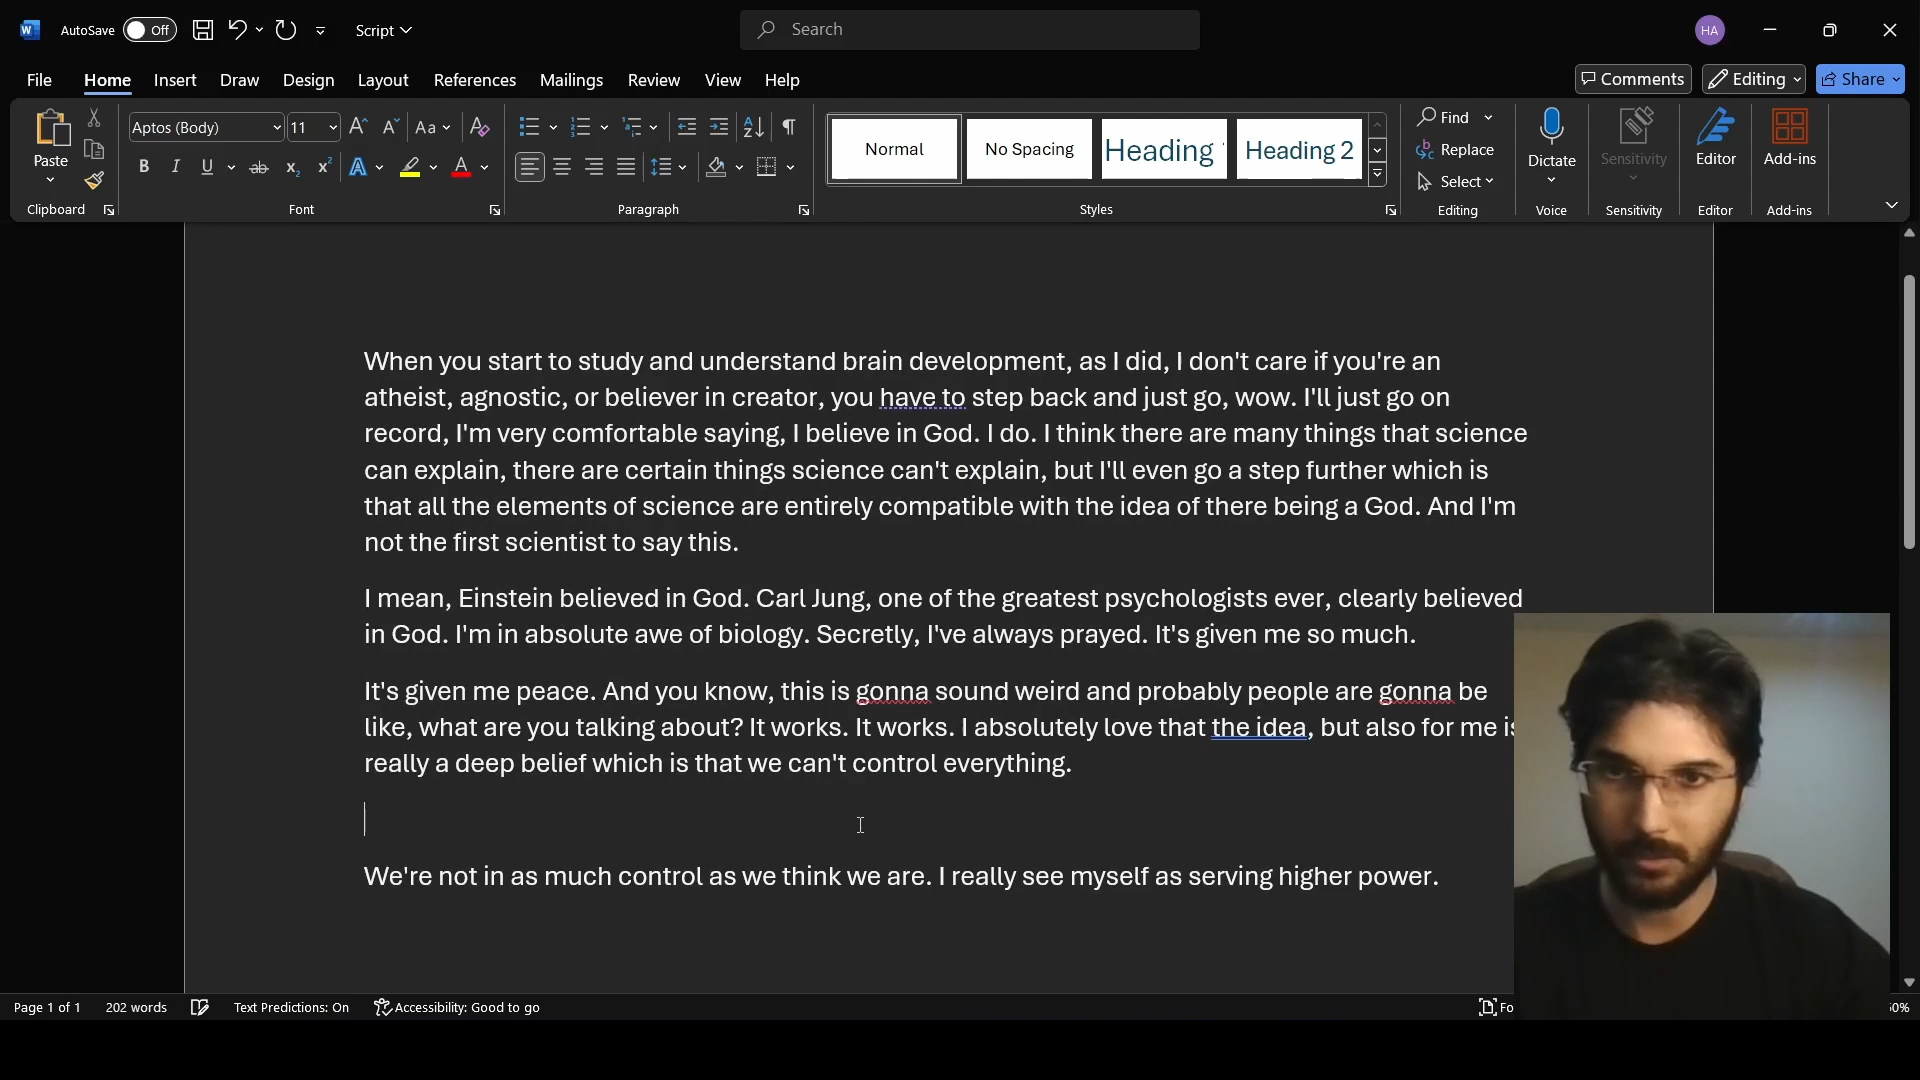 AutoSave Off Script Search HA
File Home Insert Draw Design Layout References Mailings Review View Help Comments Editing Share
Paste Aptos (Body) 11 Aa Normal No Spacing Heading Heading 2 Find Replace Select Dictate Sensitivity Editor Add-ins
Clipboard Font Paragraph Styles Editing Voice Sensitivity Editor Add-ins
When you start to study and understand brain development, as I did, I don't care if you're an
atheist, agnostic, or believer in creator, you have to step back and just go, wow. I'll just go on
record, I'm very comfortable saying, I believe in God. I do. I think there are many things that science
can explain, there are certain things science can't explain, but I'll even go a step further which is
that all the elements of science are entirely compatible with the idea of there being a God. And I'm
not the first scientist to say this.
I mean, Einstein believed in God. Carl Jung, one of the greatest psychologists ever, clearly believed
in God. I'm in absolute awe of biology. Secretly, I've always prayed. It's given me so much.
It's given me peace. And you know, this is gonna sound weird and probably people are gonna be
like, what are you talking about? It works. It works. I absolutely love that the idea, but also for me is
really a deep belief which is that we can't control everything.
We're not in as much control as we think we are. I really see myself as serving higher power.
Page 1 of 1 202 words Text Predictions: On Accessibility: Good to go Fo